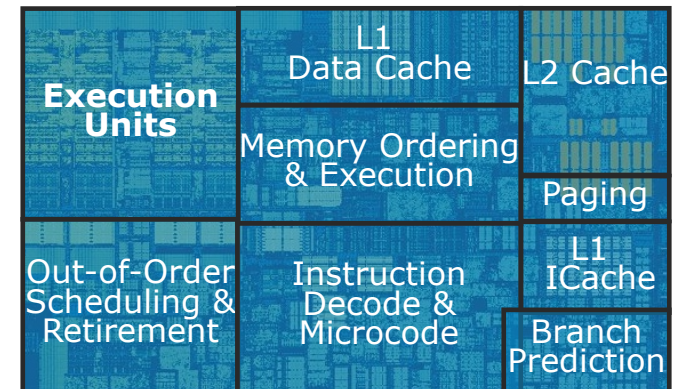 Execution
Units
L1
Data Cache
L2 Cache
Memory Ordering
& Execution
Paging
Out-of-Order
Scheduling &
Retirement
Instruction
Decode &
Microcode
L1
ICache
Branch
Prediction